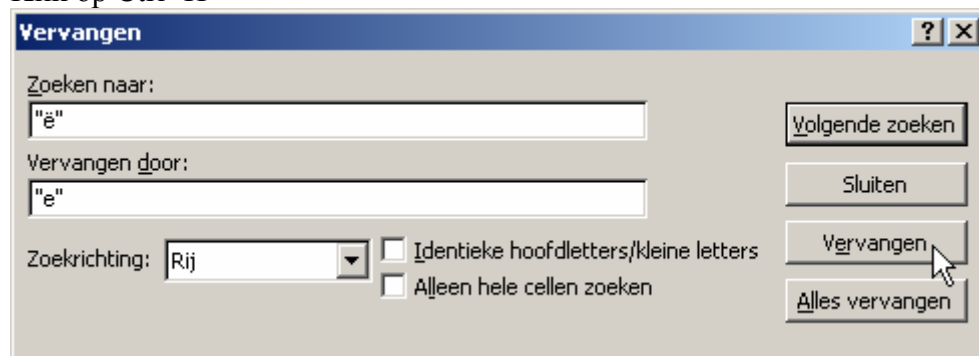 Vervangen
Zoeken naar:
"ë"
Volgende zoeken
Vervangen door:
"e"
Sluiten
Zoekrichting: Rij
Identieke hoofdletters/kleine letters
Vervangen
Alleen hele cellen zoeken
Alles vervangen